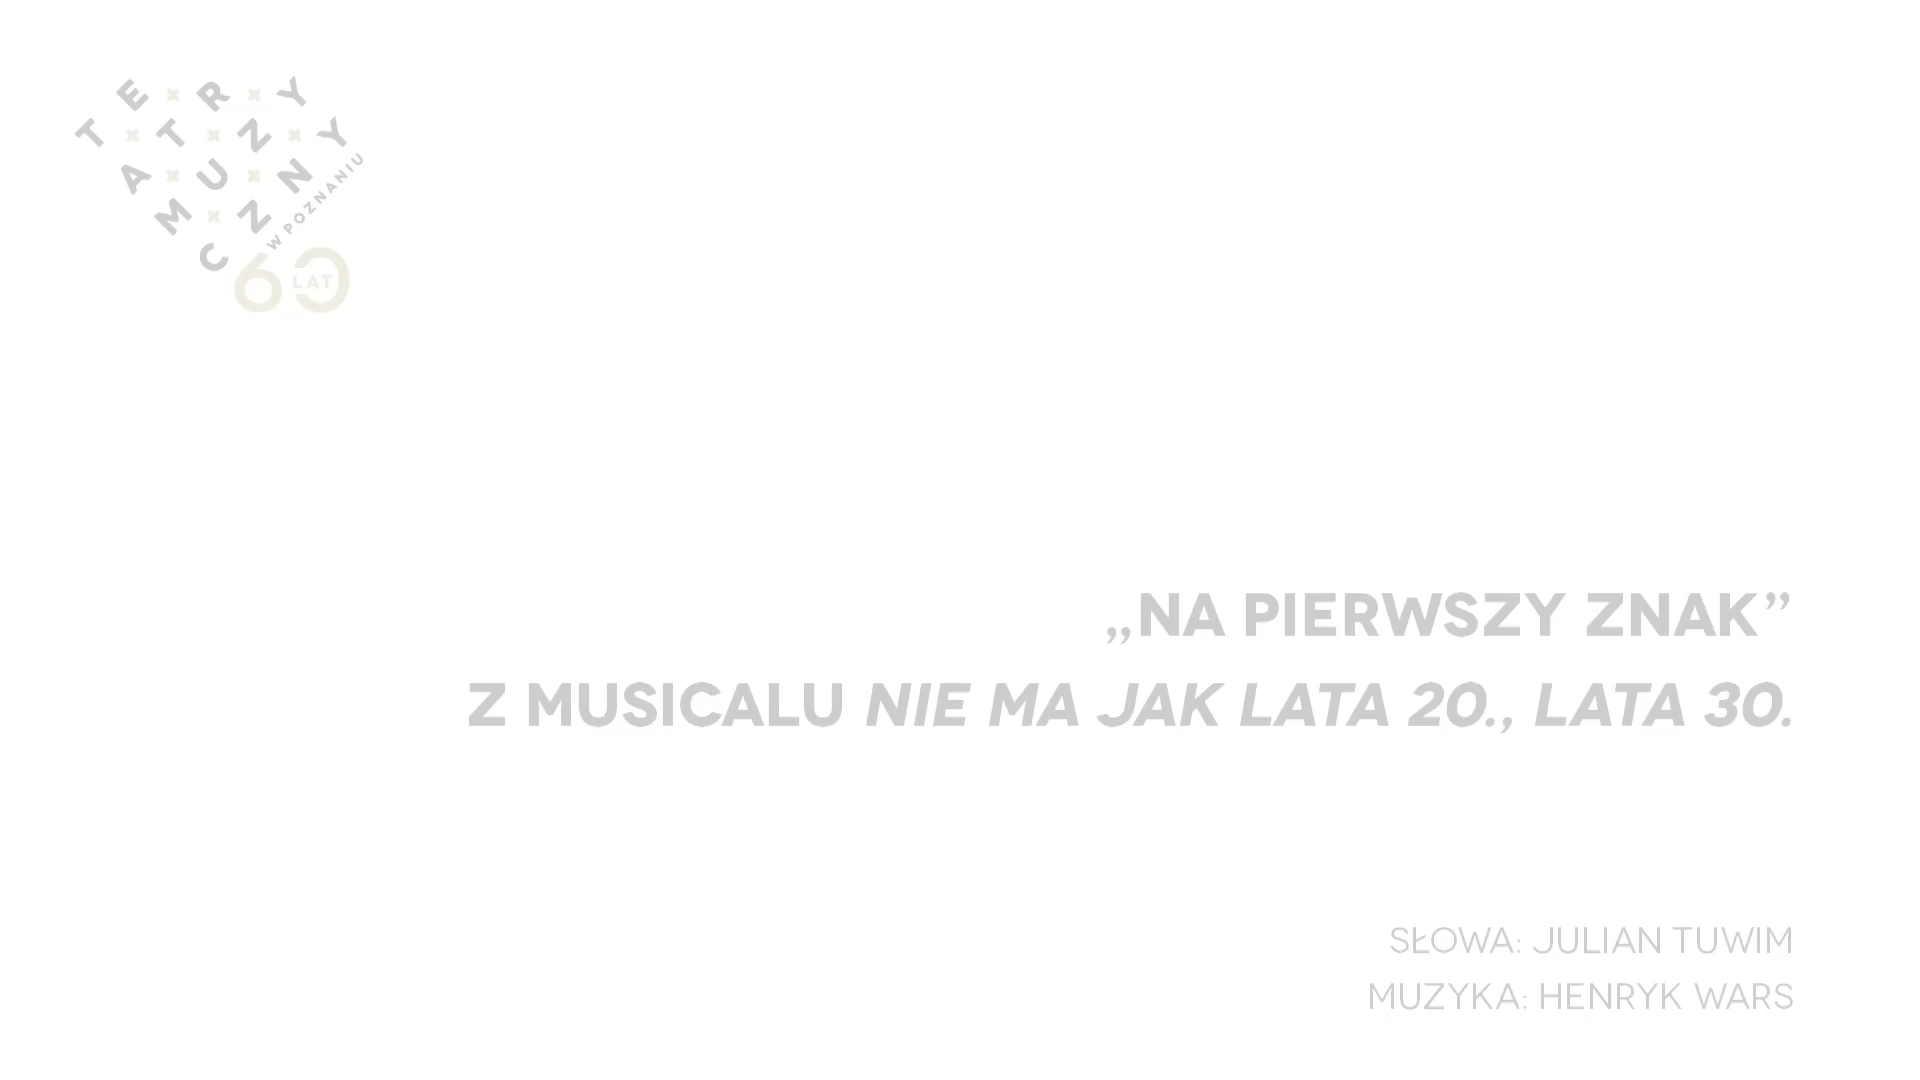 TEATR MUZYCZNY
W POZNANIU
60 LAT
„NA PIERWSZY ZNAK”
Z MUSICALU NIE MA JAK LATA 20., LATA 30.
SŁOWA: JULIAN TUWIM
MUZYKA: HENRYK WARS